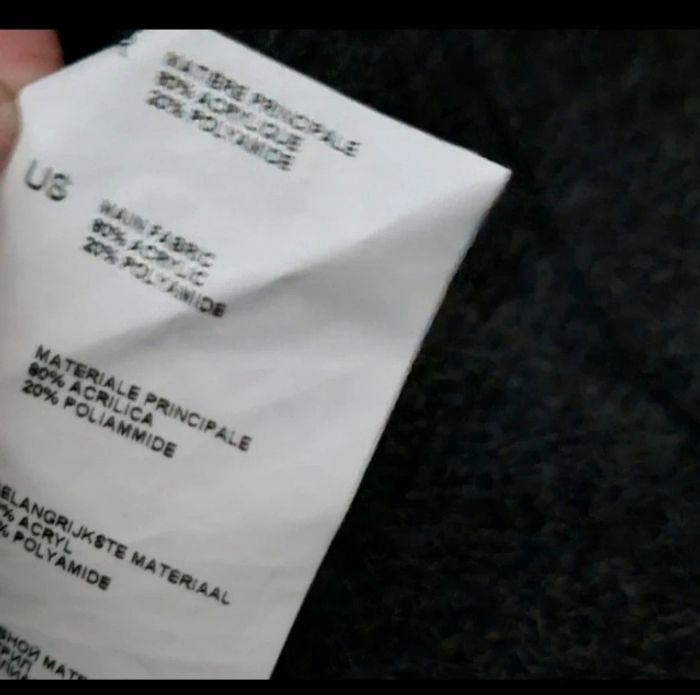 MATIERE PRINCIPALE
80% ACRYLIQUE
20% POLYAMIDE
US
MAIN FABRIC
80% ACRYLIC
20% POLYAMIDE
MATERIALE PRINCIPALE
80% ACRILICA
20% POLIAMMIDE
ELANGRIJKSTE MATERIAAL
% ACRYL
% POLYAMIDE